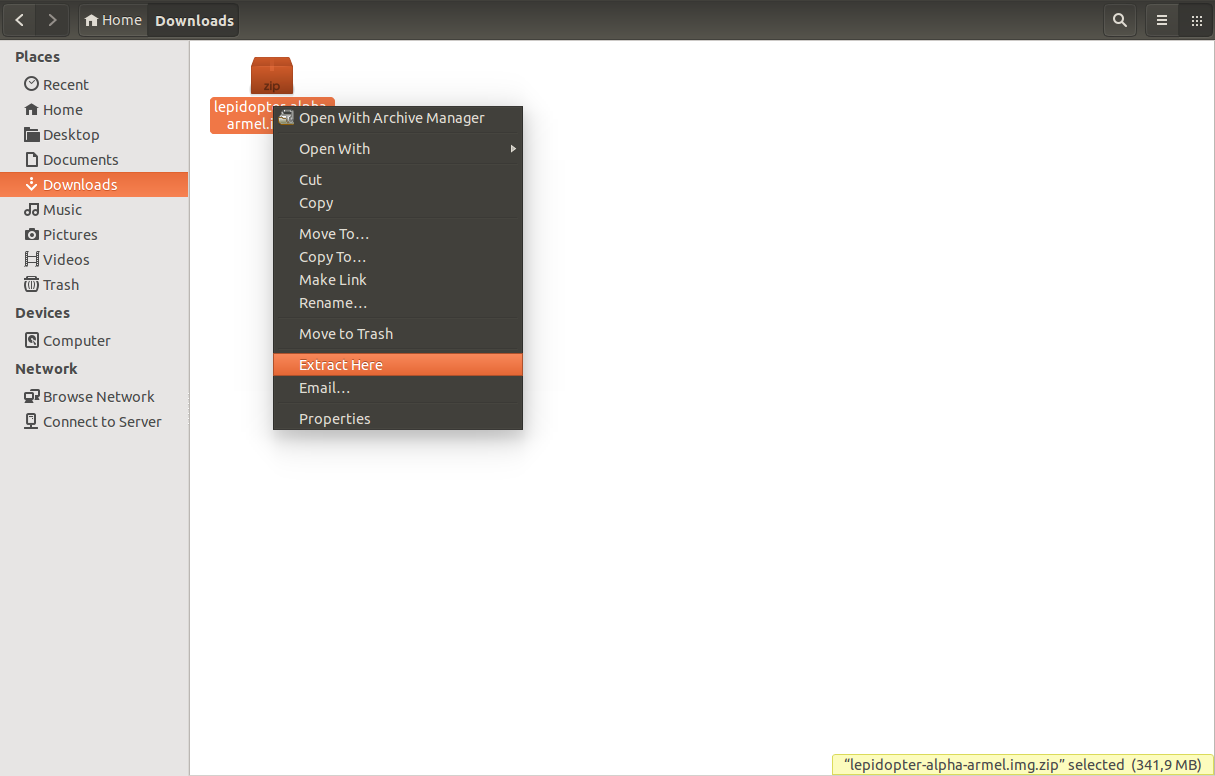 Home Downloads
Places
Recent
Home
Desktop
Documents
Downloads
Music
Pictures
Videos
Trash
Devices
Computer
Network
Browse Network
Connect to Server
zip
lepidopter-alpha-
armel.i
Open With Archive Manager
Open With
Cut
Copy
Move To...
Copy To...
Make Link
Rename...
Move to Trash
Extract Here
Email...
Properties
“lepidopter-alpha-armel.img.zip” selected (341,9 MB)